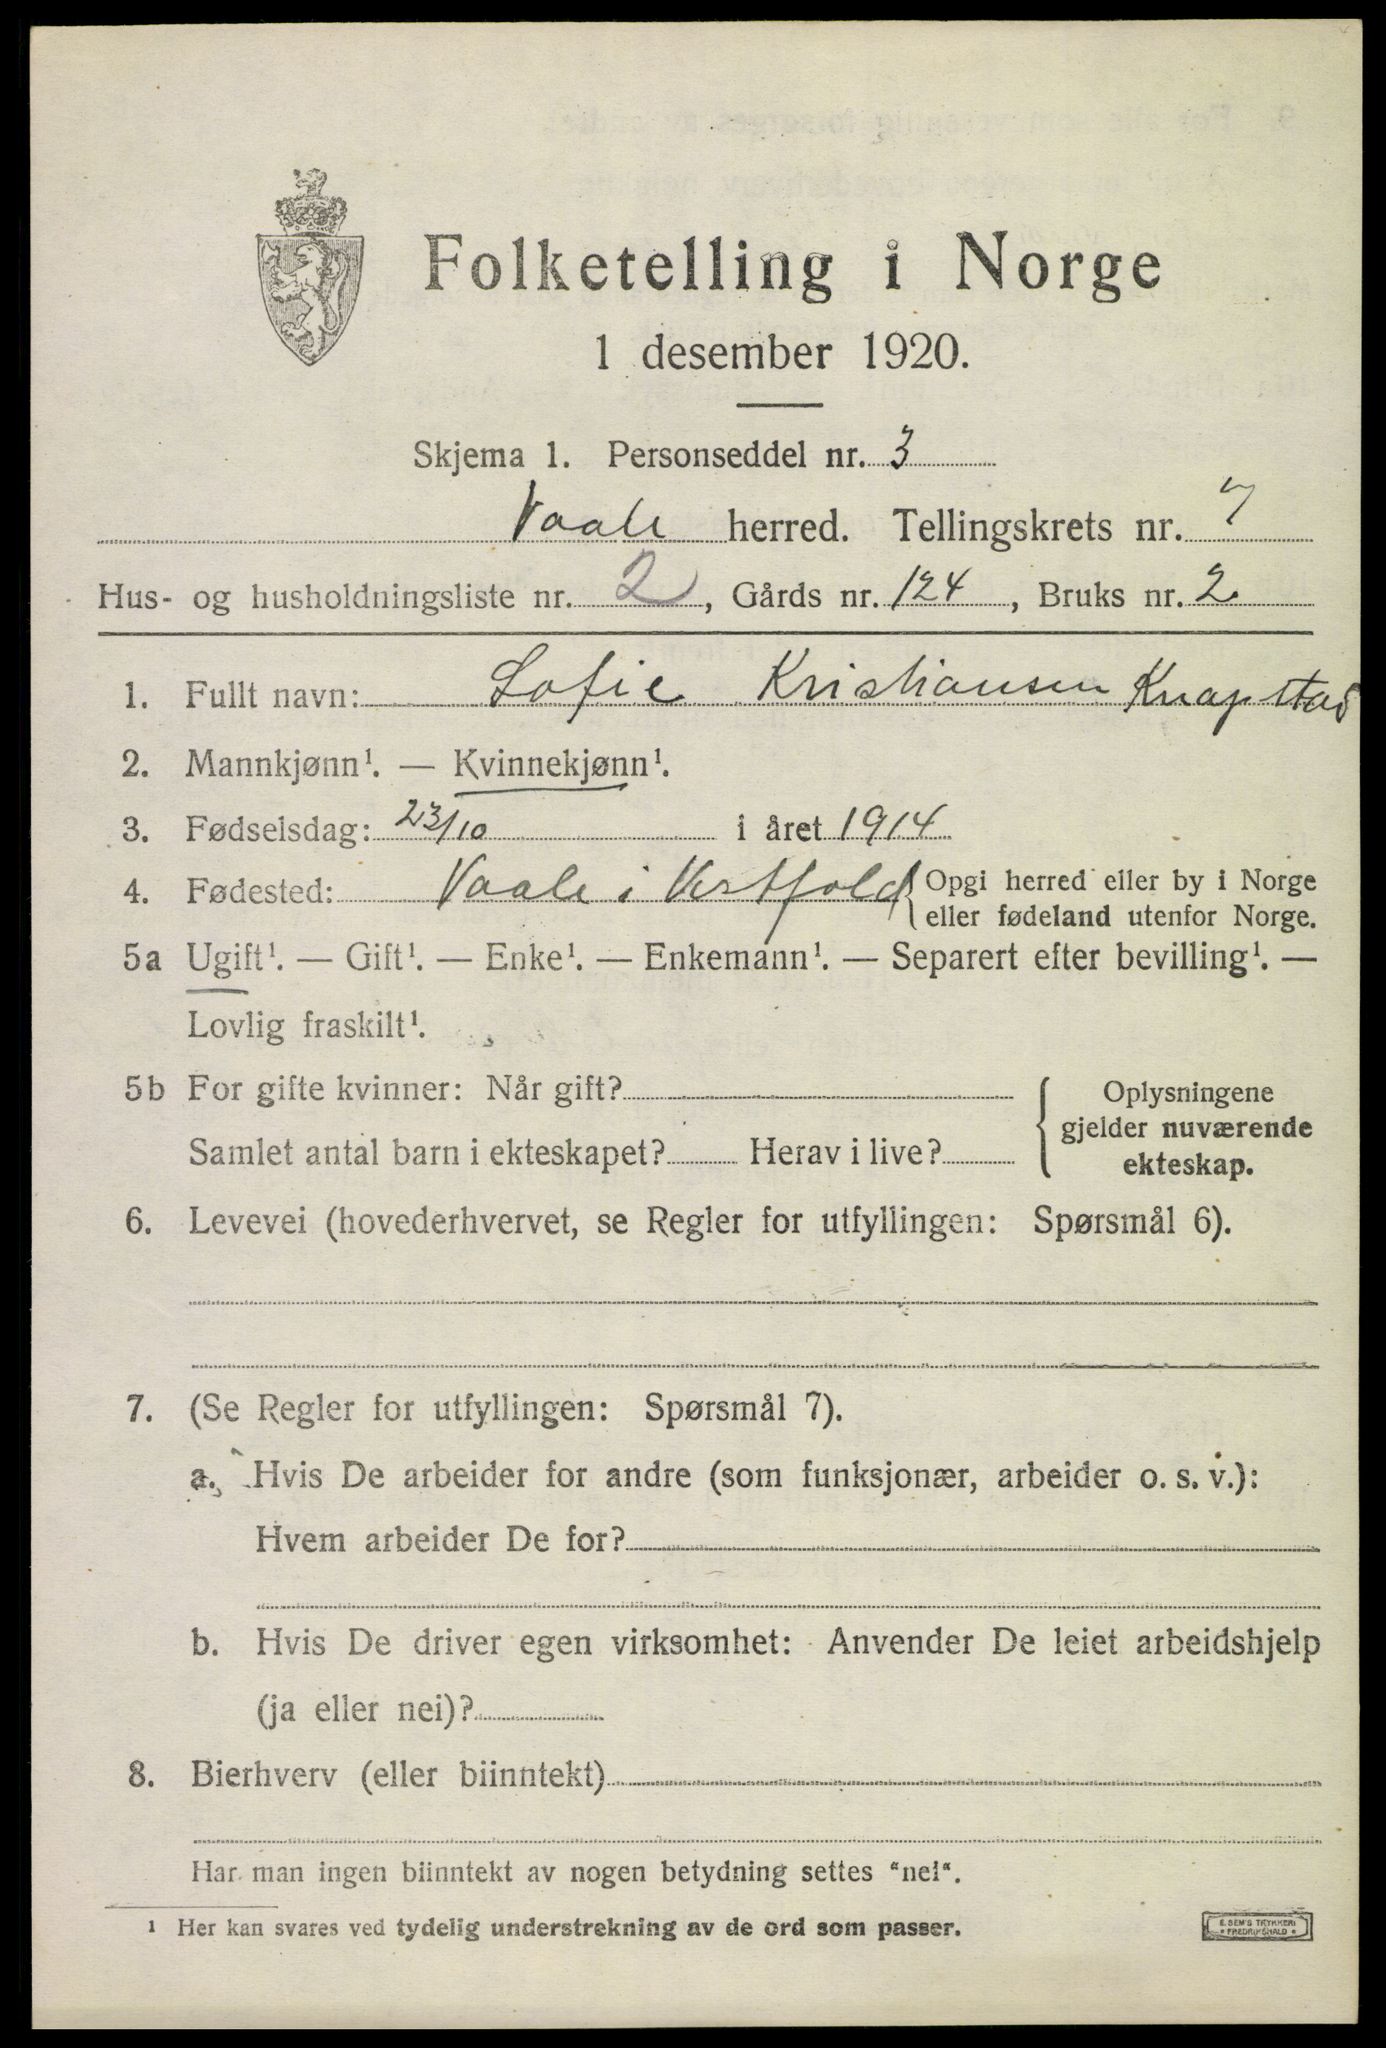 Folketelling i Norge
1 desember 1920.
Skjema 1. Personseddel nr. 3
Vaale herred. Tellingskrets nr. 7
Hus- og husholdningsliste nr. 2, Gårds nr. 124, Bruks nr. 2
1. Fullt navn: Sofie Kristiansen Knapstad
2. Mannkjønn¹. — Kvinnekjønn¹.
3. Fødselsdag: 23/10 i året 1914
4. Fødested: Vaale i Vestfold { Opgi herred eller by i Norge
eller fødeland utenfor Norge.
5a Ugift¹. — Gift¹. — Enke¹. — Enkemann¹. — Separert efter bevilling¹. —
Lovlig fraskilt¹.
5b For gifte kvinner: Når gift?
Samlet antal barn i ekteskapet? Herav i live?
Oplysningene
gjelder nuværende
ekteskap.
6. Levevei (hovederhvervet, se Regler for utfyllingen: Spørsmål 6).
7. (Se Regler for utfyllingen: Spørsmål 7).
a. Hvis De arbeider for andre (som funksjonær, arbeider o. s. v.):
Hvem arbeider De for?
b. Hvis De driver egen virksomhet: Anvender De leiet arbeidshjelp
(ja eller nei)?
8. Bierhverv (eller biinntekt)
Har man ingen biinntekt av nogen betydning settes "nei".
¹ Her kan svares ved tydelig understrekning av de ord som passer.
E. SEM'S TRYKKERI
FREDRIKSHALD